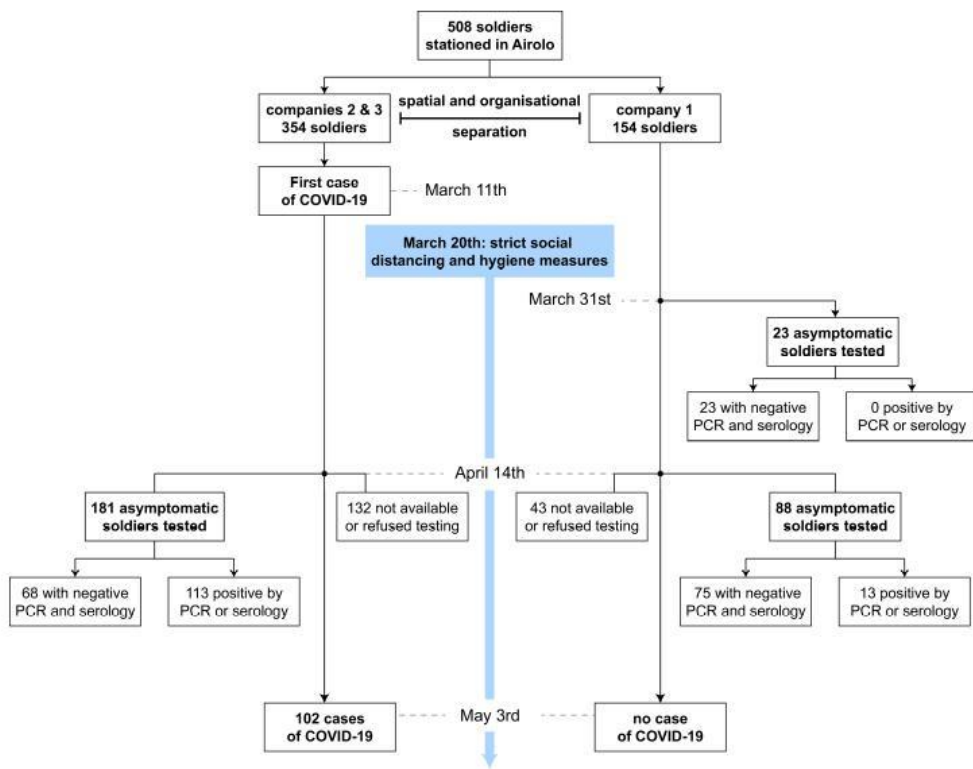 508 soldiers
stationed in Airolo
companies 2 & 3
354 soldiers
spatial and organisational
separation
company 1
154 soldiers
First case
of COVID-19
March 11th
March 20th: strict social
distancing and hygiene measures
March 31st
23 asymptomatic
soldiers tested
23 with negative
PCR and serology
0 positive by
PCR or serology
April 14th
181 asymptomatic
soldiers tested
132 not available
or refused testing
43 not available
or refused testing
88 asymptomatic
soldiers tested
68 with negative
PCR and serology
113 positive by
PCR or serology
75 with negative
PCR and serology
13 positive by
PCR or serology
102 cases
of COVID-19
May 3rd
no case
of COVID-19